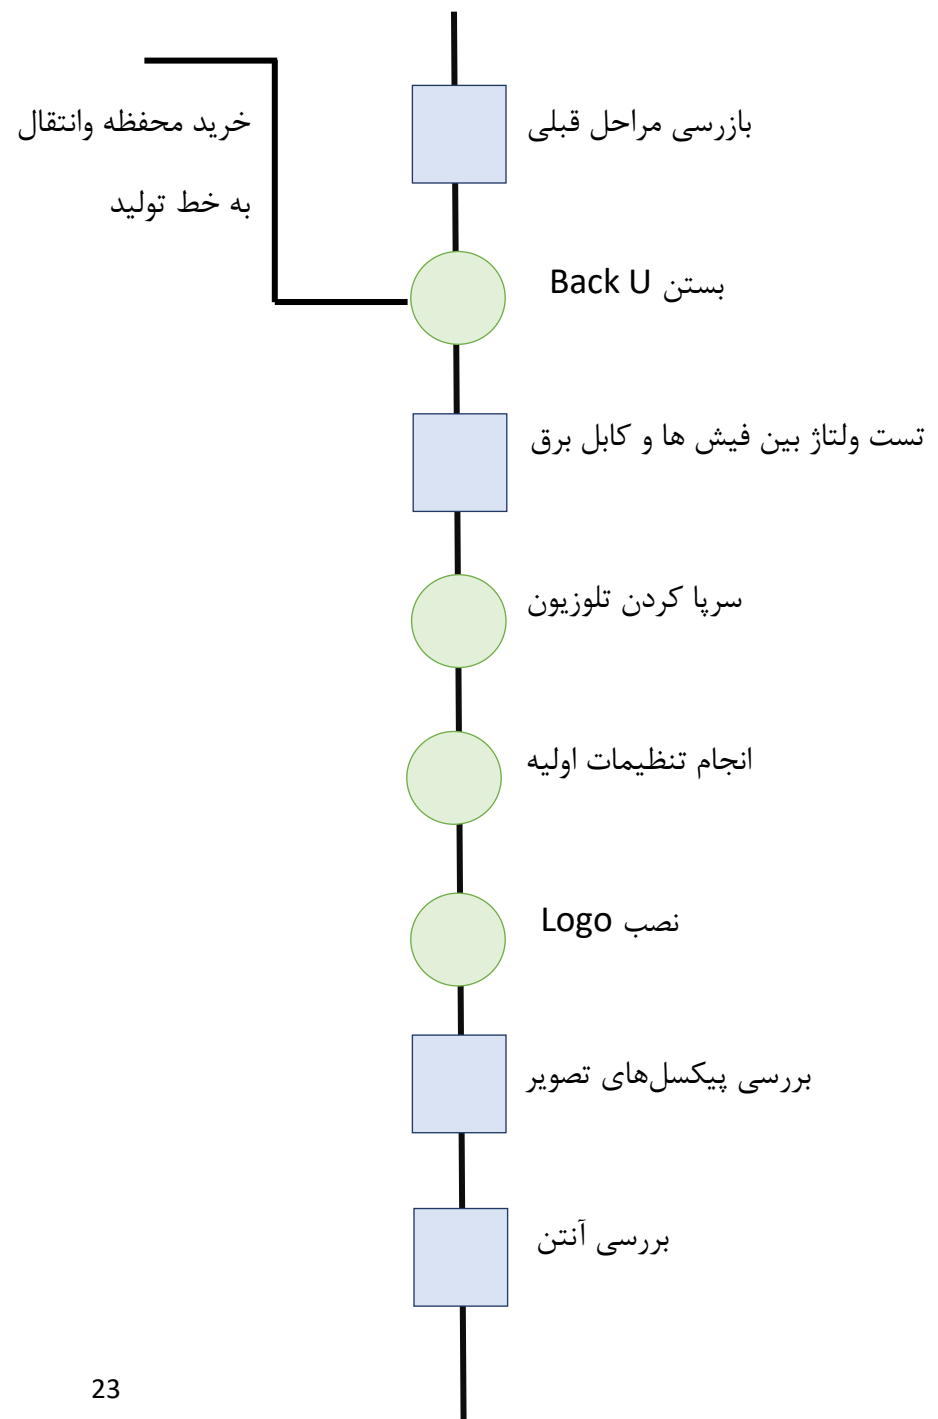 بازرسی مراحل قبلی
خرید محفظه وانتقال
به خط تولید
بستن Back U
تست ولتاژ بین فیش ها و کابل برق
سرپا کردن تلوزیون
انجام تنظیمات اولیه
نصب Logo
بررسی پیکسل‌های تصویر
بررسی آنتن
23